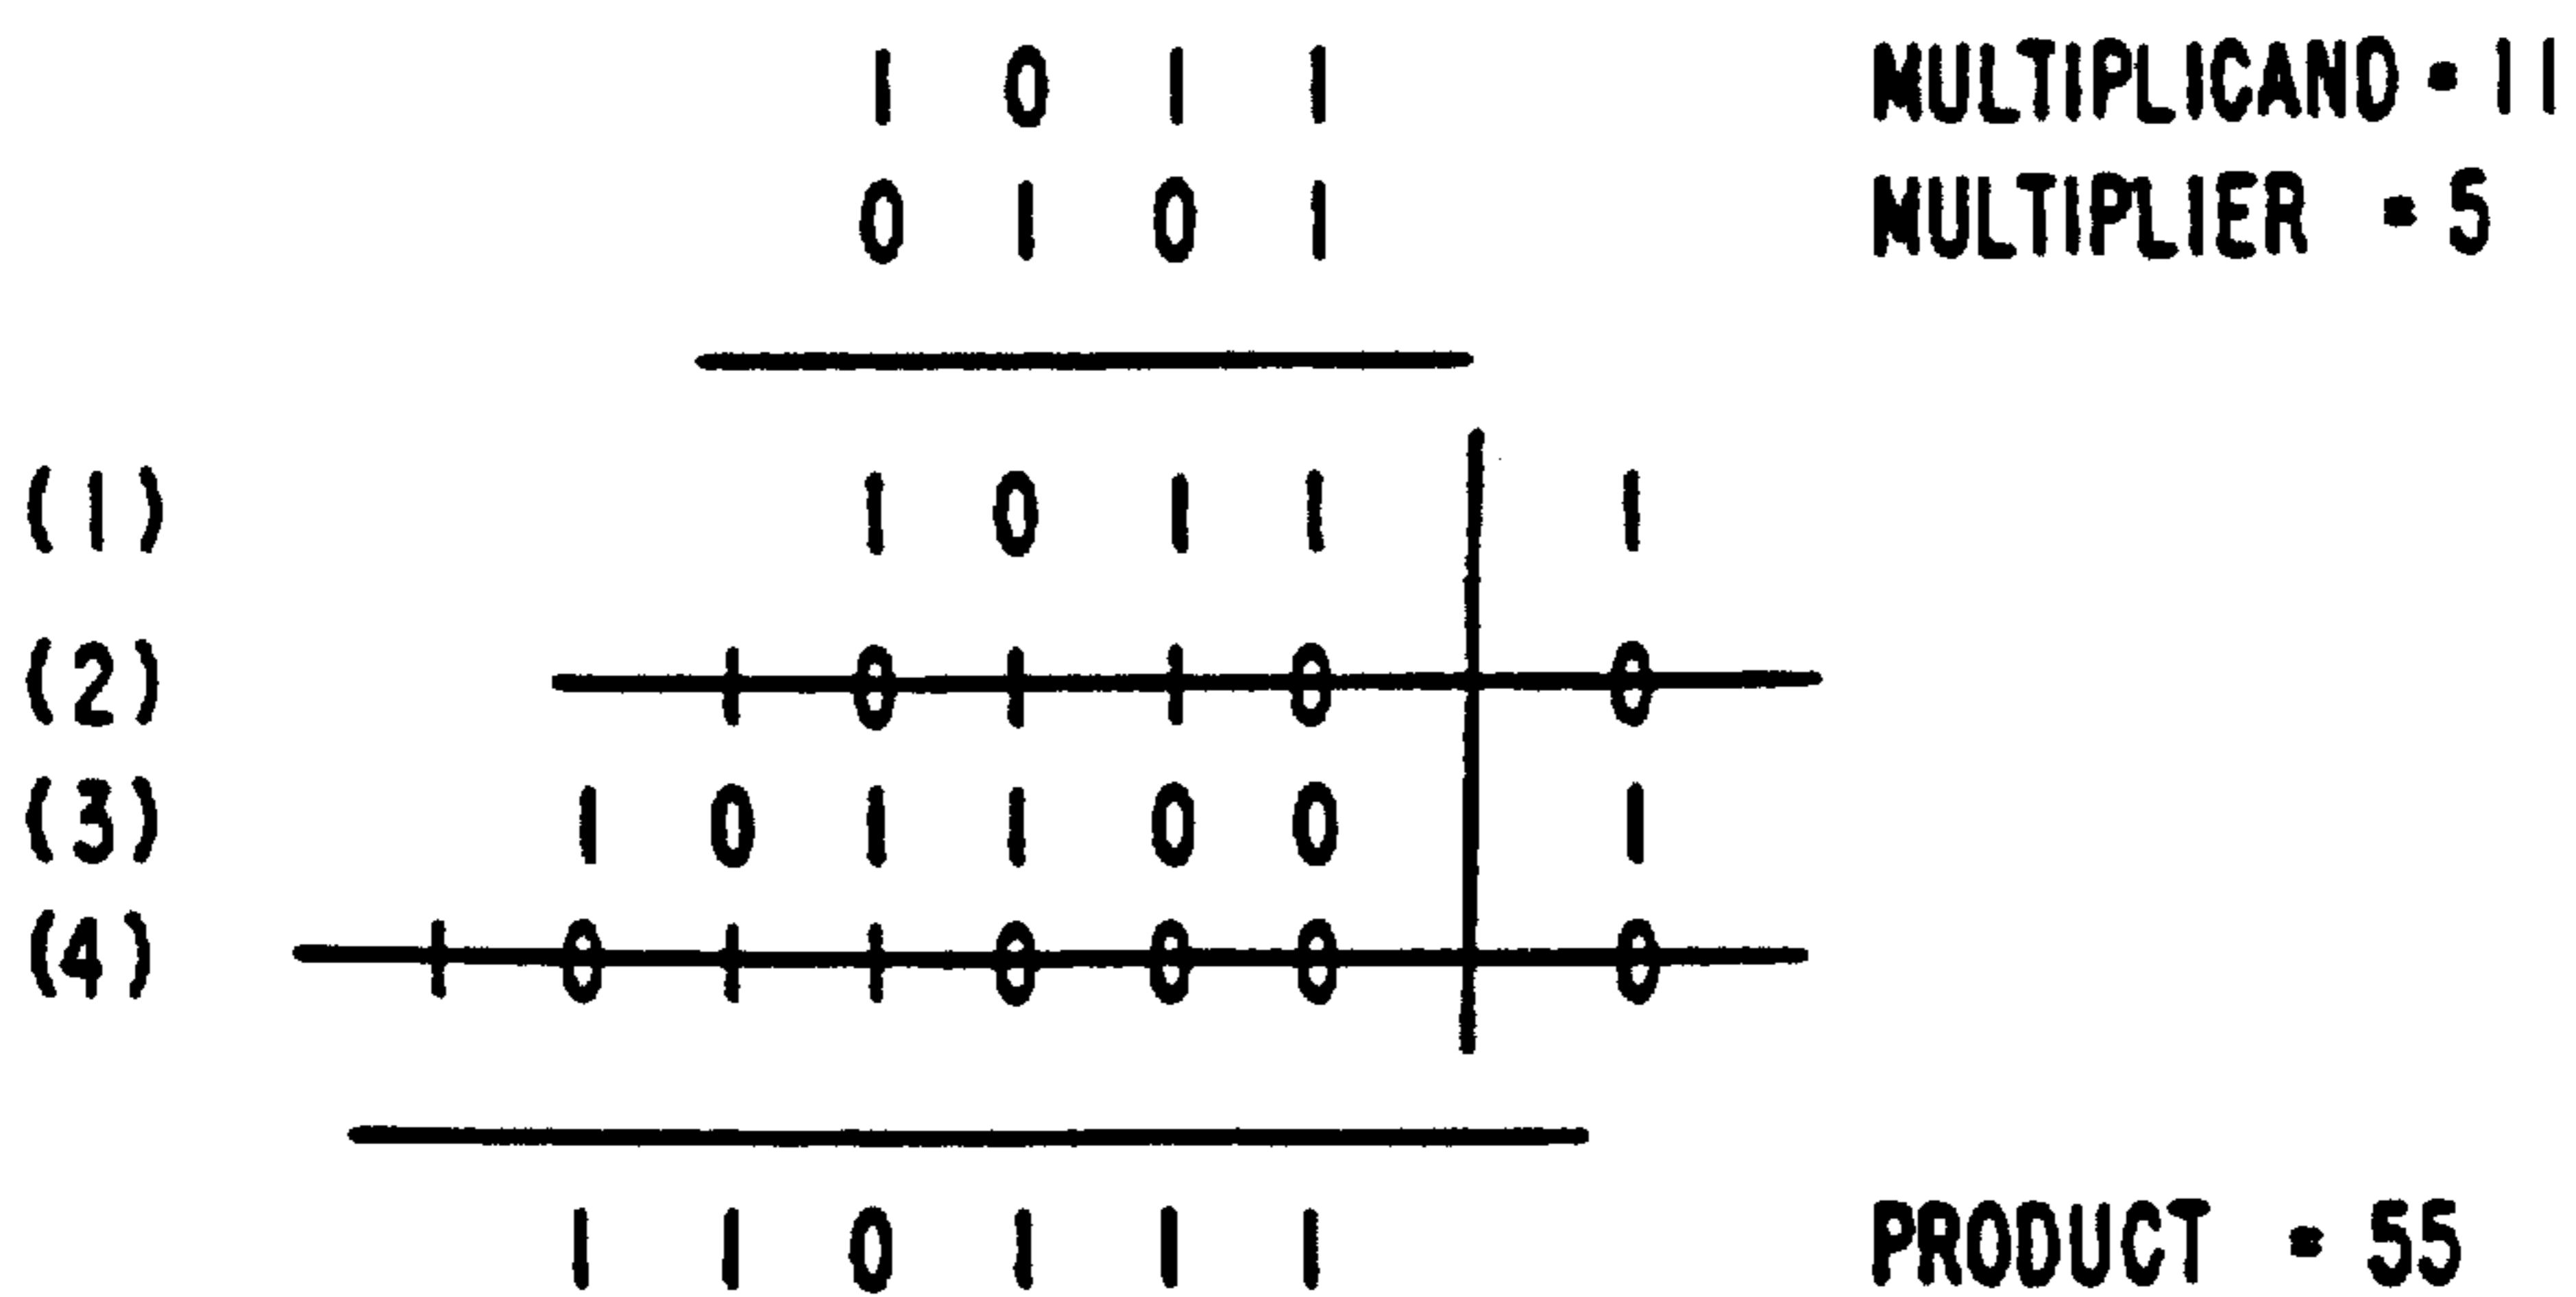 1 0 1 1 MULTIPLICAND = 11
0 1 0 1 MULTIPLIER = 5
(1) 1 0 1 1 1
(2) 1 0 1 1 0 0
(3) 1 0 1 1 0 0 1
(4) 1 0 1 1 0 0 0 0
1 1 0 1 1 1 PRODUCT = 55